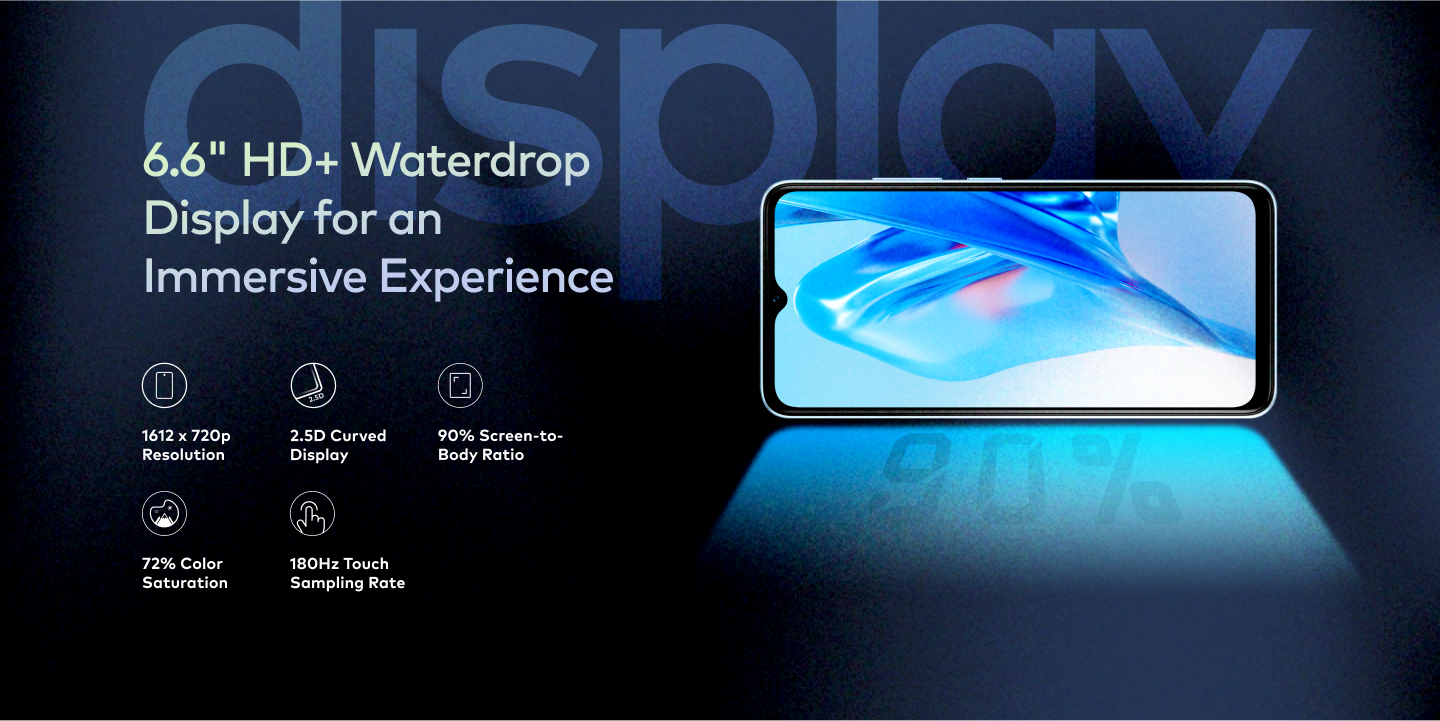 display
6.6" HD+ Waterdrop
Display for an
Immersive Experience
2.5D
1612 x 720p
Resolution
2.5D Curved
Display
90% Screen-to-
Body Ratio
72% Color
Saturation
180Hz Touch
Sampling Rate
90%